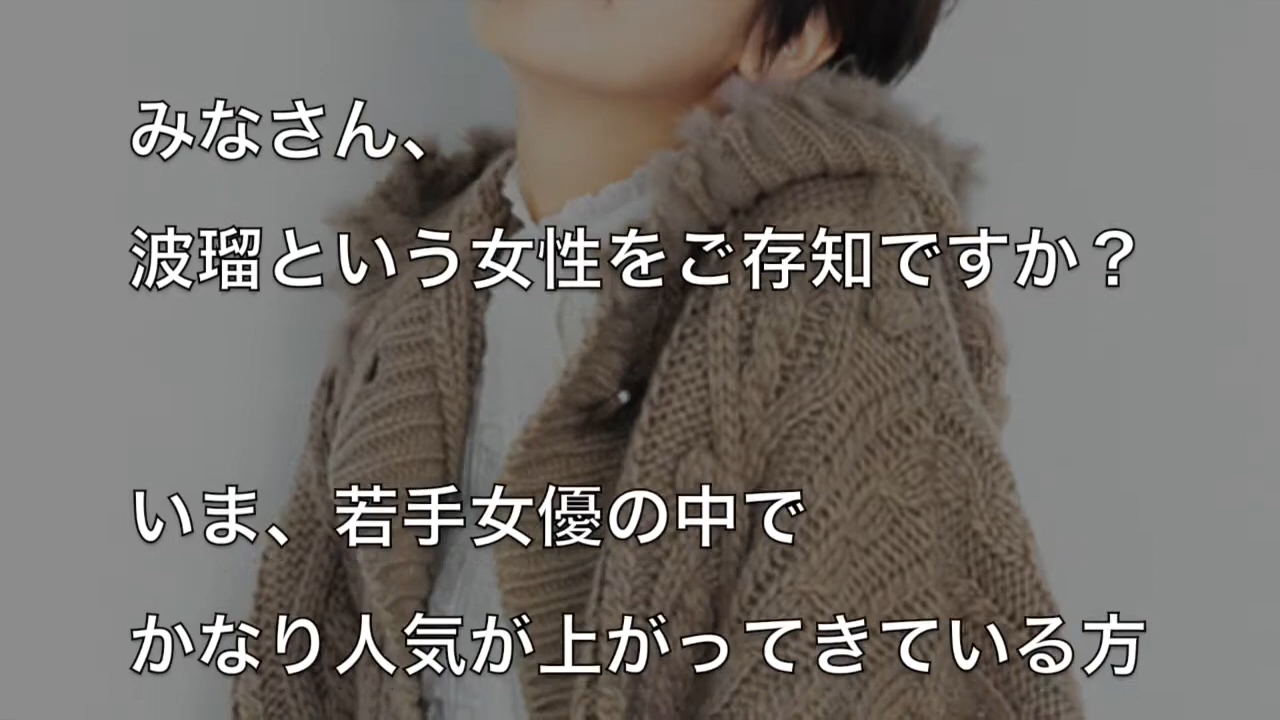 みなさん、
波瑠という女性をご存知ですか？
いま、若手女優の中で
かなり人気が上がってきている方